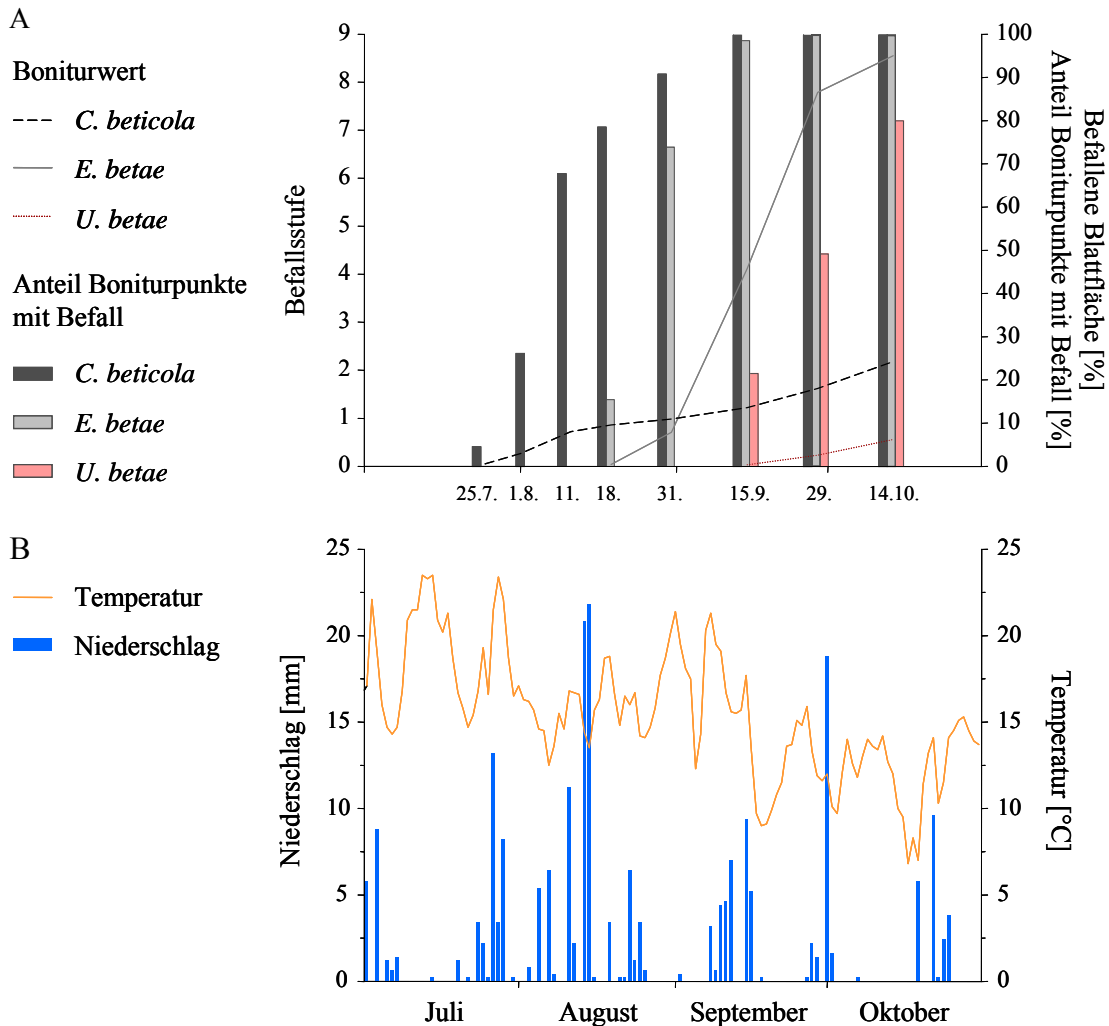 A
Boniturwert
C. beticola
E. betae
U. betae
Anteil Boniturpunkte
mit Befall
C. beticola
E. betae
U. betae
Befallsstufe
9
8
7
6
5
4
3
2
1
0
100
90
80
70
60
50
40
30
20
10
0
Befallene Blattfläche [%]
Anteil Boniturpunkte mit Befall [%]
25.7. 1.8. 11. 18. 31. 15.9. 29. 14.10.
B
Temperatur
Niederschlag
Niederschlag [mm]
25
20
15
10
5
0
25
20
15
10
5
0
Temperatur [°C]
Juli August September Oktober